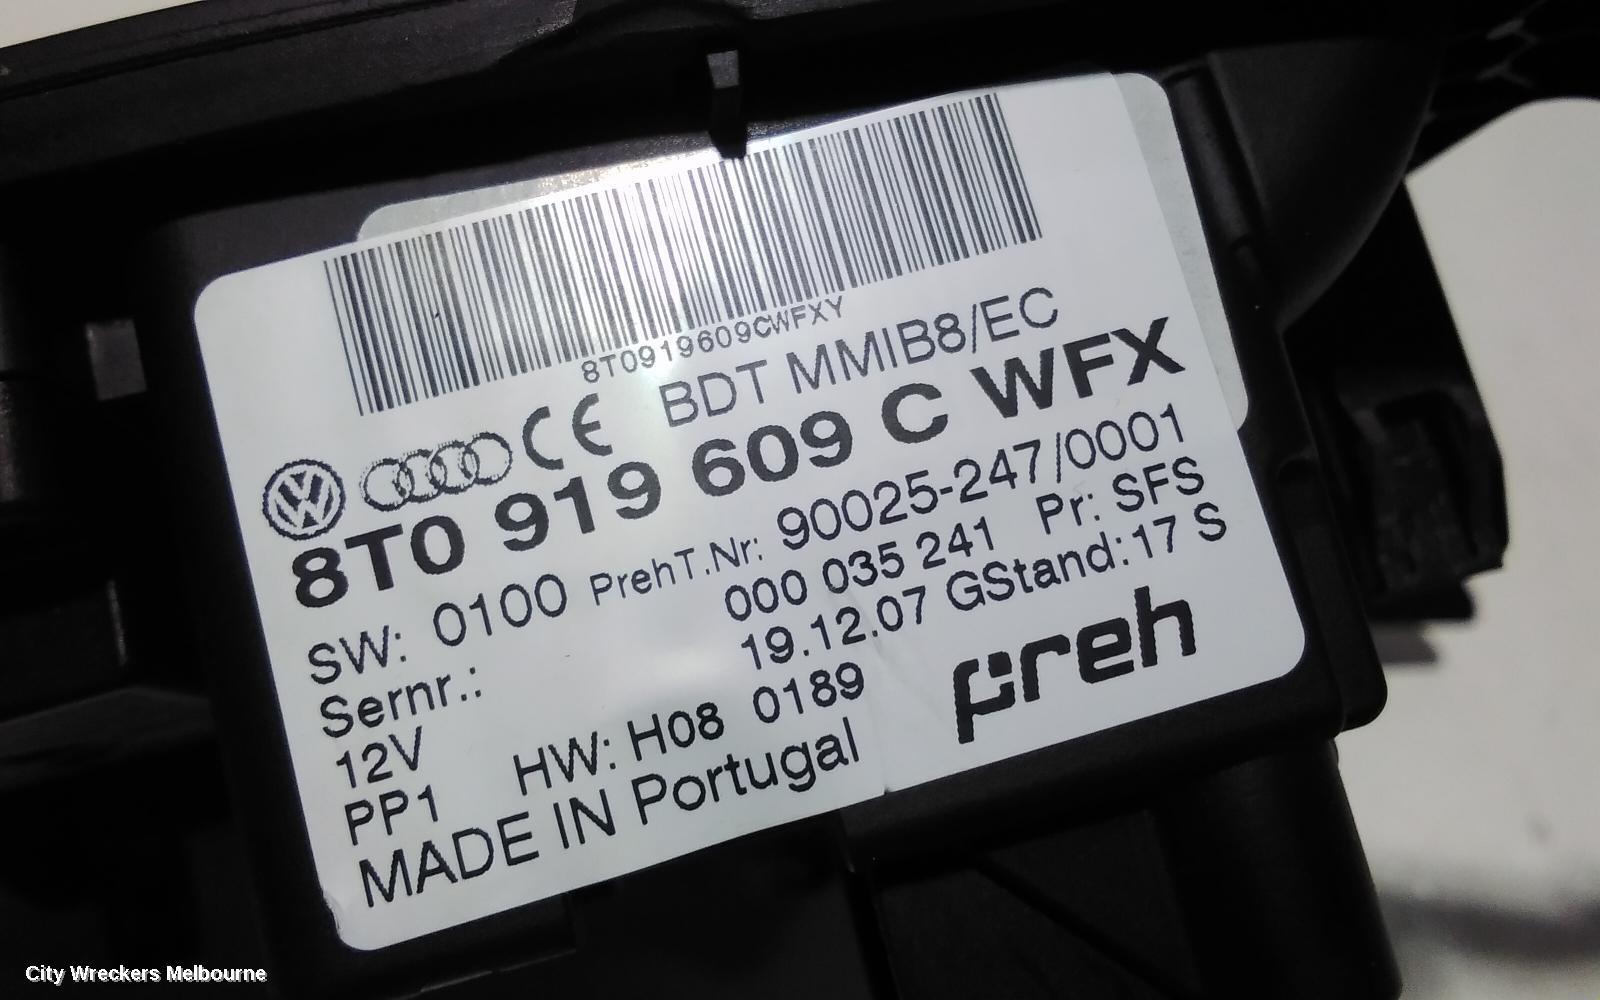 8T0919609CWFXY
BDT MMIB8/EC
CE
8T0 919 609 C WFX
SW: 0100 PrehT.Nr: 90025-247/0001
Sernr.: 000 035 241 Pr: SFS
12V 19.12.07 GStand: 17 S
PP1 HW: H08 0189
MADE IN Portugal
preh
City Wreckers Melbourne